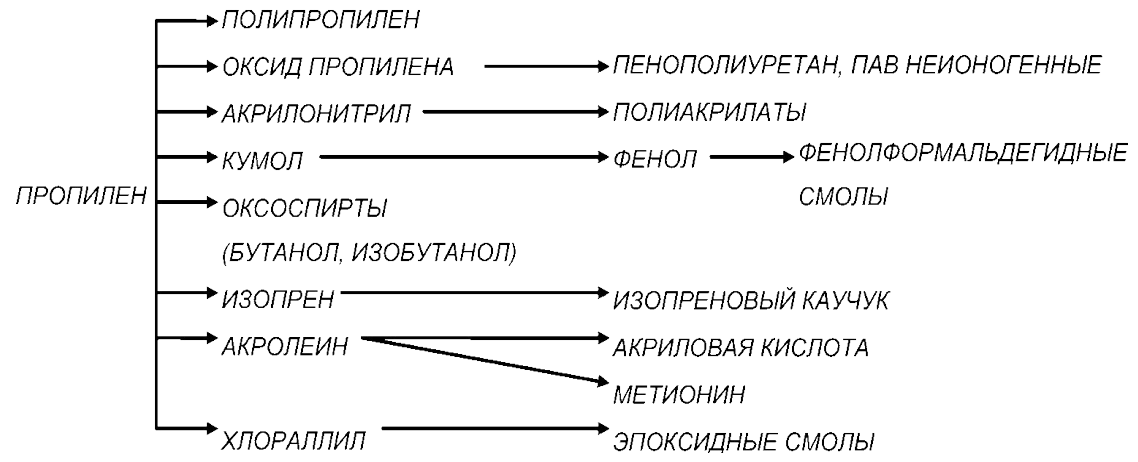 ПОЛИПРОПИЛЕН
ОКСИД ПРОПИЛЕНА ПЕНОПОЛИУРЕТАН, ПАВ НЕИОНОГЕННЫЕ
АКРИЛОНИТРИЛ ПОЛИАКРИЛАТЫ
КУМОЛ ФЕНОЛ ФЕНОЛФОРМАЛЬДЕГИДНЫЕ
ПРОПИЛЕН СМОЛЫ
ОКСОСПИРТЫ
(БУТАНОЛ, ИЗОБУТАНОЛ)
ИЗОПРЕН ИЗОПРЕНОВЫЙ КАУЧУК
АКРОЛЕИН АКРИЛОВАЯ КИСЛОТА
МЕТИОНИН
ХЛОРАЛЛИЛ ЭПОКСИДНЫЕ СМОЛЫ